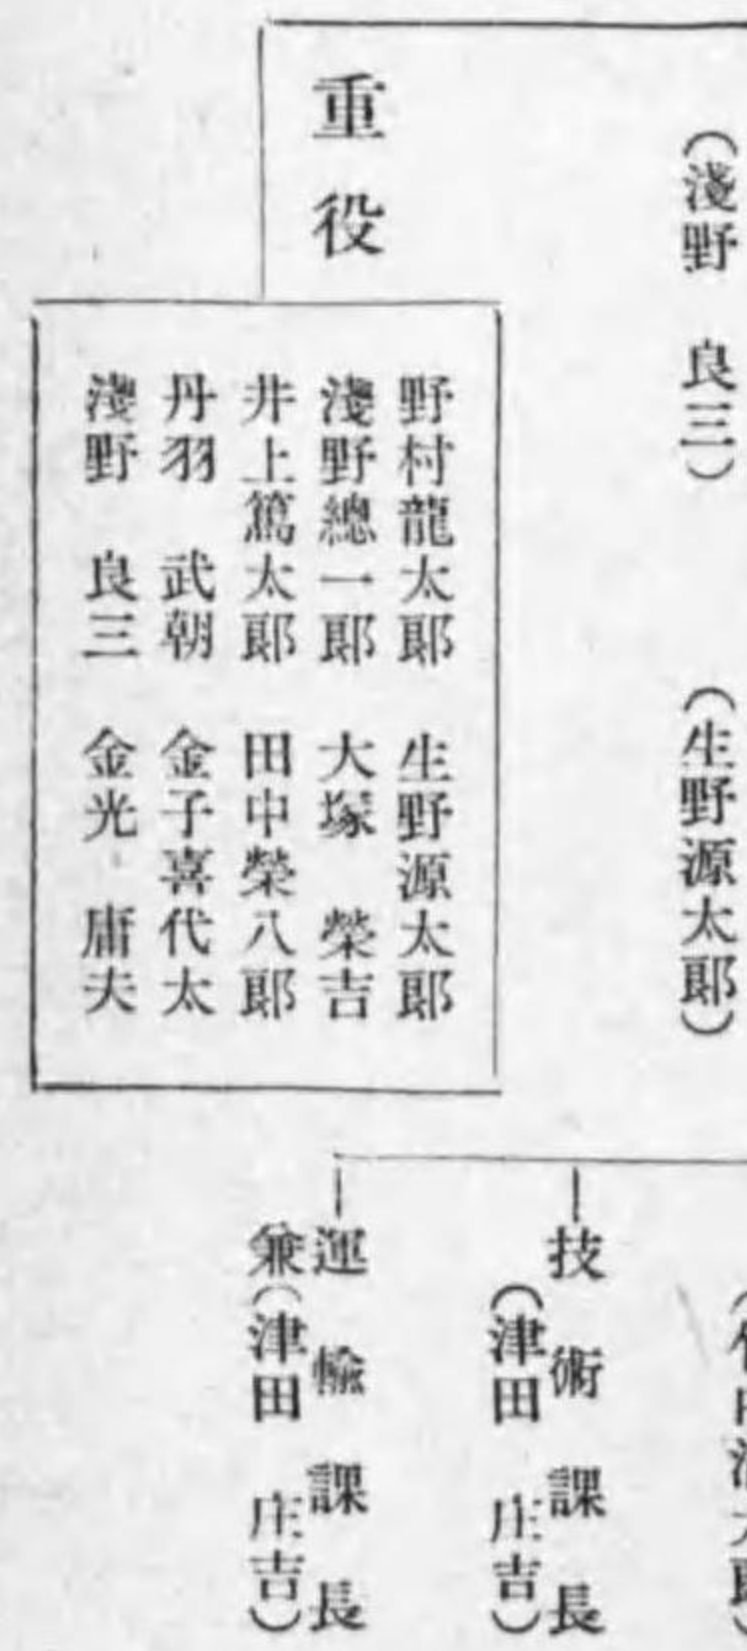 (淺野 良三)
(生野源太郎)
重役
野村龍太郎 生野源太郎
淺野總一郎 大塚 榮吉
井上篤太郎 田中榮八郎
丹羽 武朝 金子喜代太
淺野 良三 金光 庸夫
技術課長
(津田 庄吉)
運輸課長
兼(津田 庄吉)